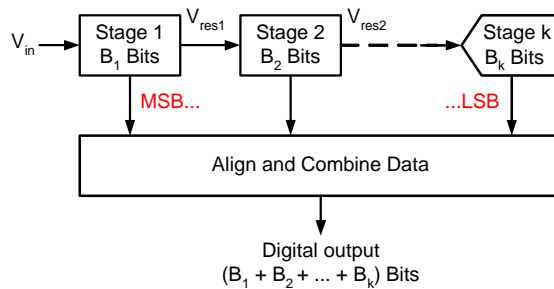 V_in
Stage 1
B_1 Bits
V_res1
Stage 2
B_2 Bits
V_res2
Stage k
B_k Bits
MSB...
...LSB
Align and Combine Data
Digital output
(B_1 + B_2 + ... + B_k) Bits